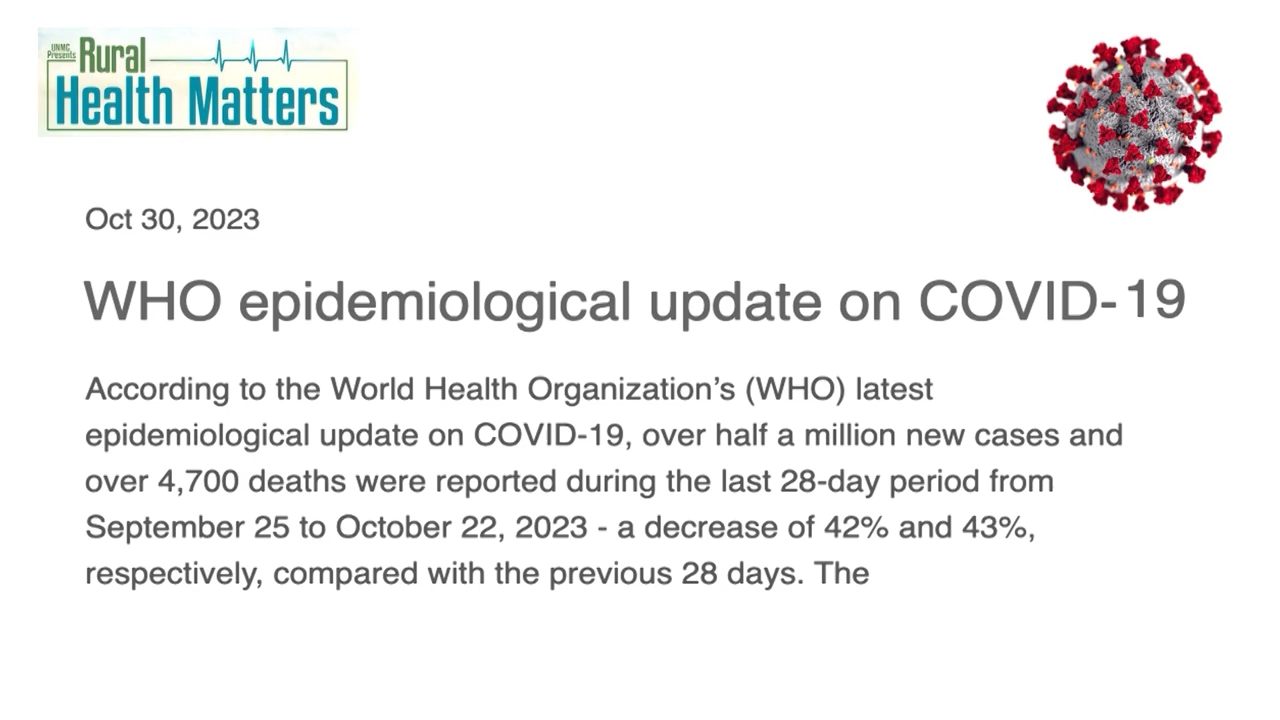 UNMC
Presents
Rural
Health Matters
Oct 30, 2023
WHO epidemiological update on COVID-19
According to the World Health Organization’s (WHO) latest
epidemiological update on COVID-19, over half a million new cases and
over 4,700 deaths were reported during the last 28-day period from
September 25 to October 22, 2023 - a decrease of 42% and 43%,
respectively, compared with the previous 28 days. The